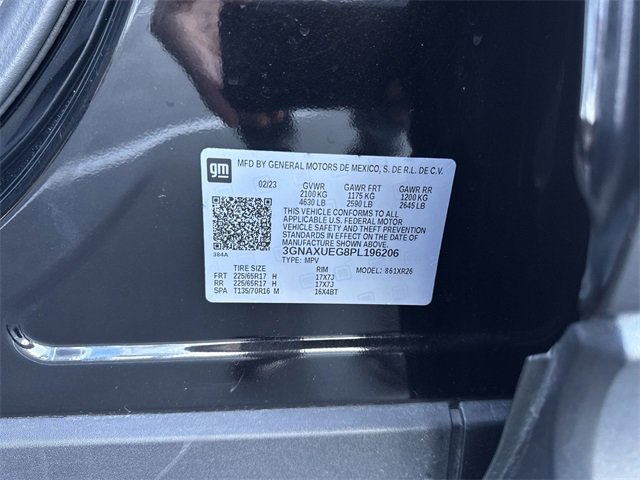 gm
MFD BY GENERAL MOTORS DE MEXICO, S. DE R.L. DE C.V.
02/23 GVWR GAWR FRT GAWR RR
2100 KG 1175 KG 1200 KG
4630 LB 2590 LB 2645 LB
THIS VEHICLE CONFORMS TO ALL
APPLICABLE U.S. FEDERAL MOTOR
VEHICLE SAFETY AND THEFT PREVENTION
STANDARDS IN EFFECT ON THE DATE OF
MANUFACTURE SHOWN ABOVE.
384A 3GNAXUEG8PL196206
TYPE: MPV
TIRE SIZE RIM MODEL: 861XR26
FRT 225/65R17 H 17X7J
RR 225/65R17 H 17X7J
SPA T135/70R16 M 16X4BT